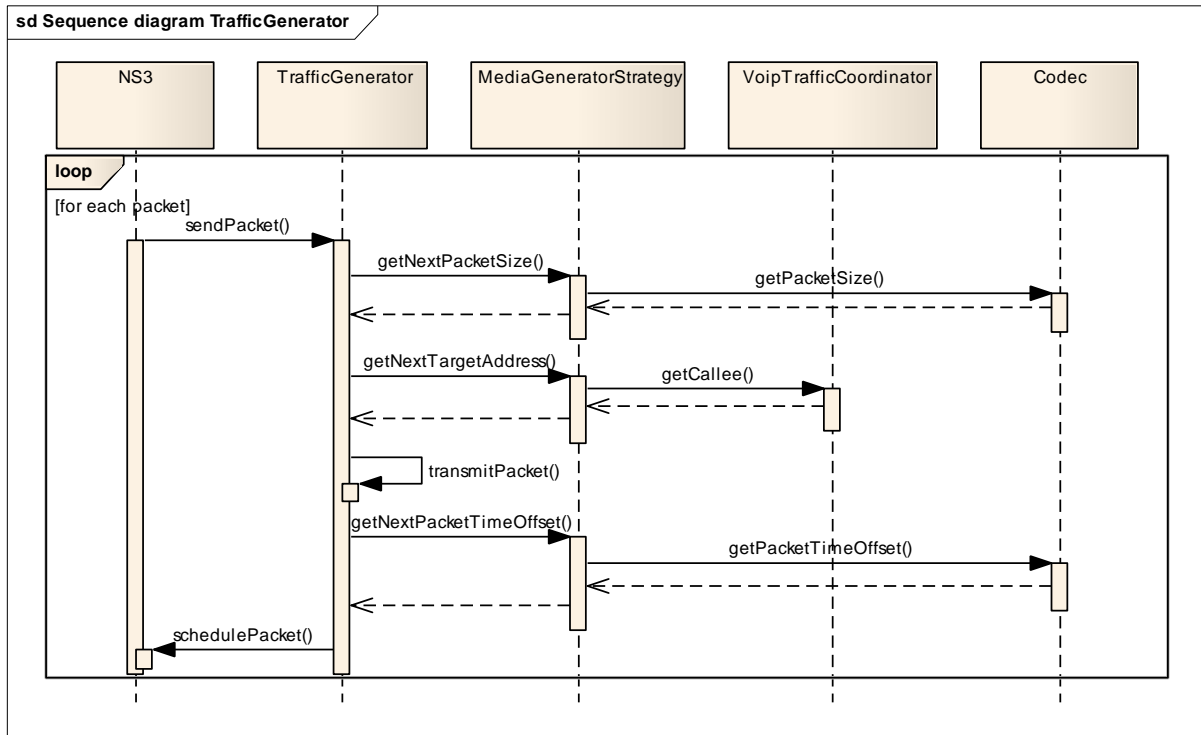 sd Sequence diagram TrafficGenerator
NS3
TrafficGenerator
MediaGeneratorStrategy
VoipTrafficCoordinator
Codec
loop
[for each packet]
sendPacket()
getNextPacketSize()
getPacketSize()
getNextTargetAddress()
getCallee()
transmitPacket()
getNextPacketTimeOffset()
getPacketTimeOffset()
schedulePacket()